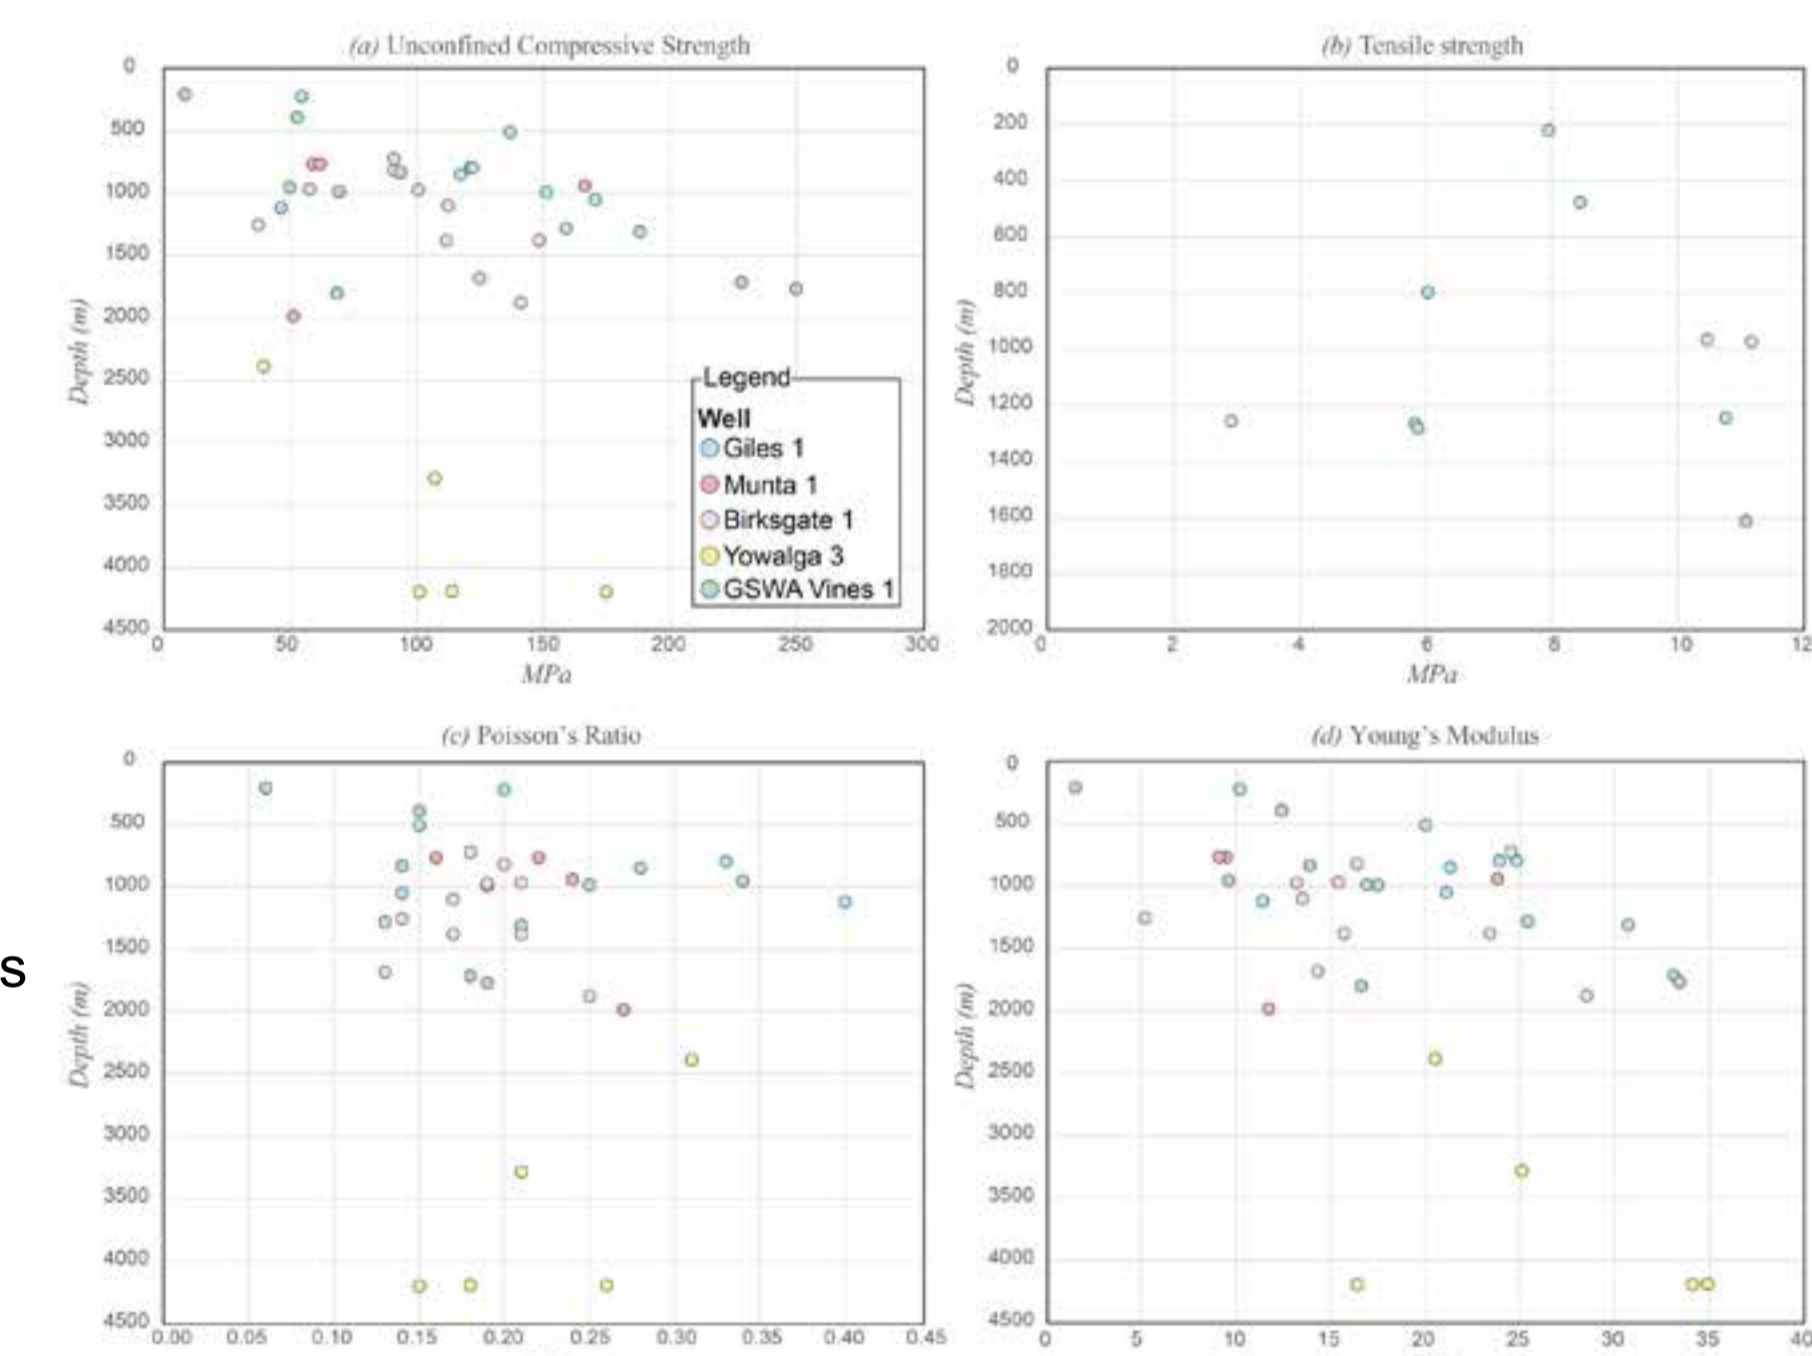 (a) Unconfined Compressive Strength
0
500
1000
1500
2000
2500
3000
3500
4000
4500
Depth (m)
0 50 100 150 200 250 300
MPa
Legend
Well
Giles 1
Munta 1
Birksgate 1
Yowalga 3
GSWA Vines 1
(b) Tensile strength
0
200
400
600
800
1000
1200
1400
1600
1800
2000
Depth (m)
0 2 4 6 8 10 12
MPa
s
(c) Poisson's Ratio
0
500
1000
1500
2000
2500
3000
3500
4000
4500
Depth (m)
0.00 0.05 0.10 0.15 0.20 0.25 0.30 0.35 0.40 0.45
(d) Young's Modulus
0
500
1000
1500
2000
2500
3000
3500
4000
4500
Depth (m)
0 5 10 15 20 25 30 35 40